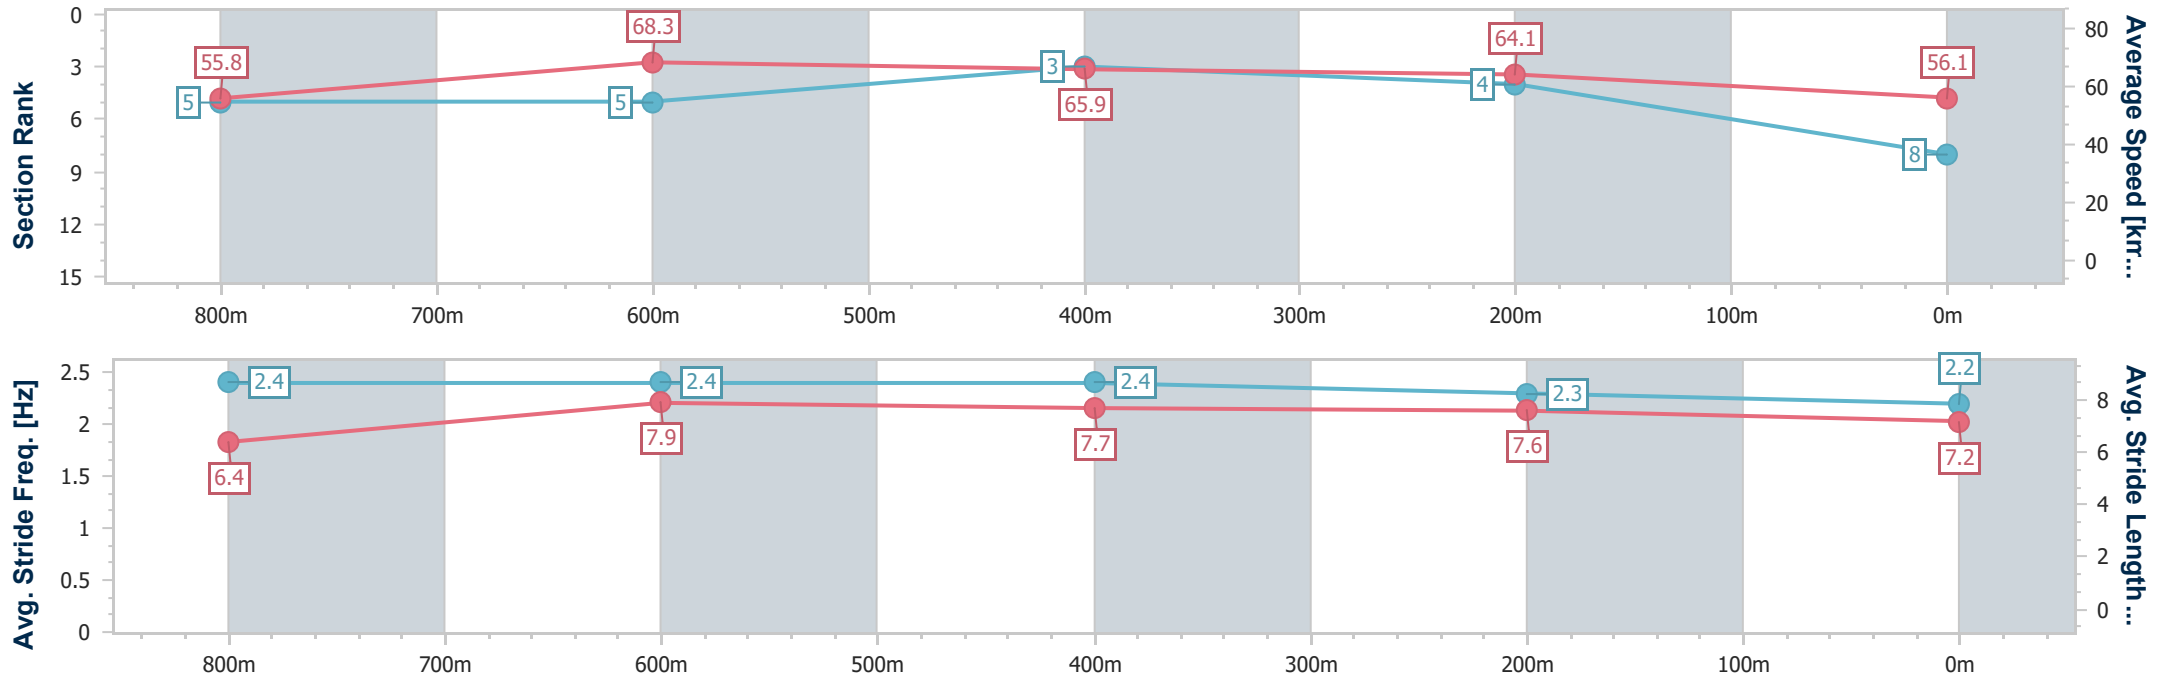 Section Rank
0
3
6
9
12
15
55.8
68.3
65.9
64.1
56.1
5
5
3
4
8
80
60
40
20
0
Average Speed [km...
800m
700m
600m
500m
400m
300m
200m
100m
0m
Avg. Stride Freq. [Hz]
2.5
2
1.5
1
0.5
0
2.4
2.4
2.4
2.3
2.2
6.4
7.9
7.7
7.6
7.2
8
6
4
2
0
Avg. Stride Length ...
800m
700m
600m
500m
400m
300m
200m
100m
0m